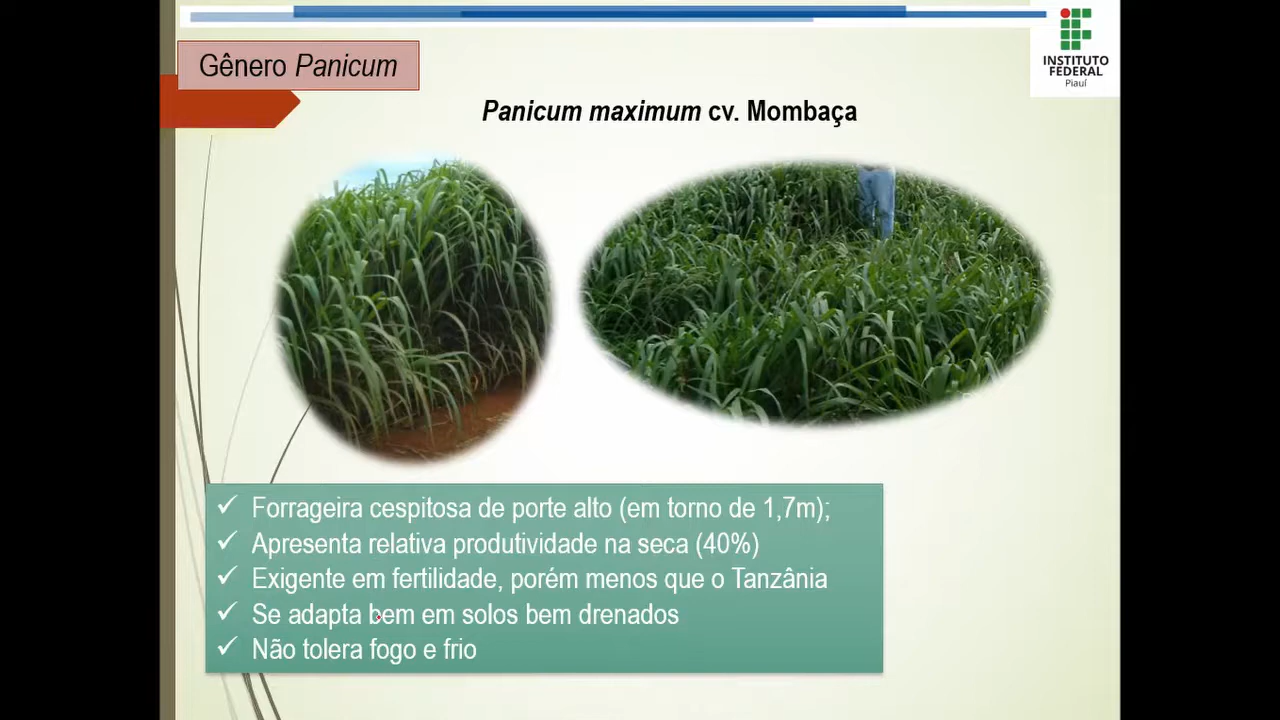 Gênero Panicum
INSTITUTO
FEDERAL
Piauí
Panicum maximum cv. Mombaça
Forrageira cespitosa de porte alto (em torno de 1,7m);
Apresenta relativa produtividade na seca (40%)
Exigente em fertilidade, porém menos que o Tanzânia
Se adapta bem em solos bem drenados
Não tolera fogo e frio